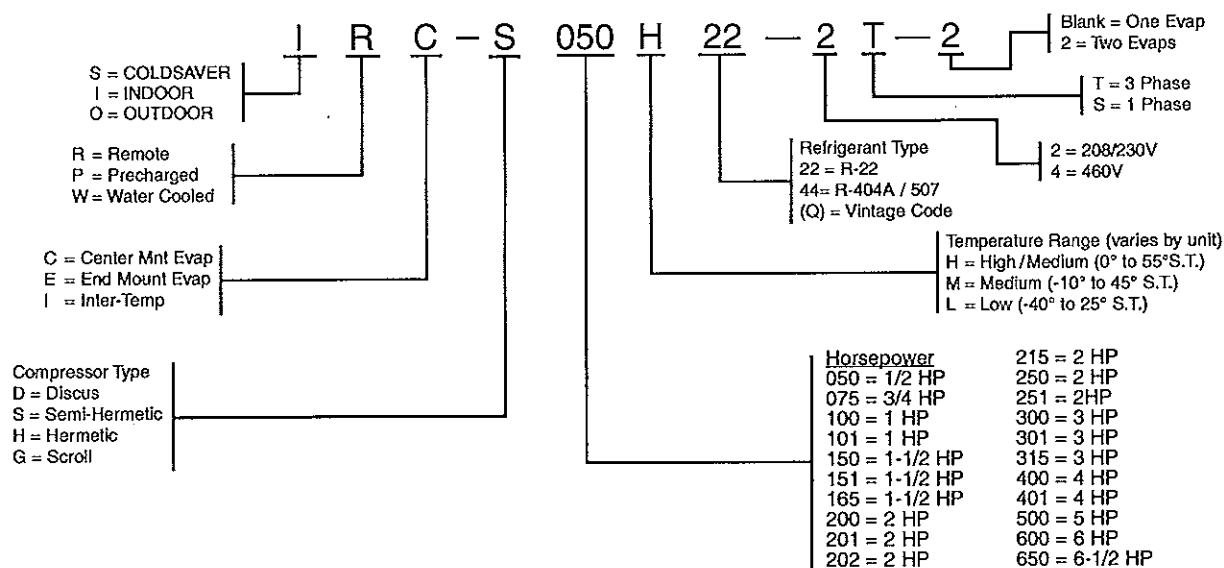 I R C – S 050 H 22 – 2 T – 2
Blank = One Evap
2 = Two Evaps
S = COLDSAVER
I = INDOOR
O = OUTDOOR
T = 3 Phase
S = 1 Phase
R = Remote
P = Precharged
W = Water Cooled
Refrigerant Type
22 = R-22
44= R-404A / 507
(Q) = Vintage Code
2 = 208/230V
4 = 460V
C = Center Mnt Evap
E = End Mount Evap
I = Inter-Temp
Temperature Range (varies by unit)
H = High/Medium (0° to 55°S.T.)
M = Medium (-10° to 45° S.T.)
L = Low (-40° to 25° S.T.)
Compressor Type
D = Discus
S = Semi-Hermetic
H = Hermetic
G = Scroll
Horsepower
050 = 1/2 HP
075 = 3/4 HP
100 = 1 HP
101 = 1 HP
150 = 1-1/2 HP
151 = 1-1/2 HP
165 = 1-1/2 HP
200 = 2 HP
201 = 2 HP
202 = 2 HP
215 = 2 HP
250 = 2 HP
251 = 2HP
300 = 3 HP
301 = 3 HP
315 = 3 HP
400 = 4 HP
401 = 4 HP
500 = 5 HP
600 = 6 HP
650 = 6-1/2 HP